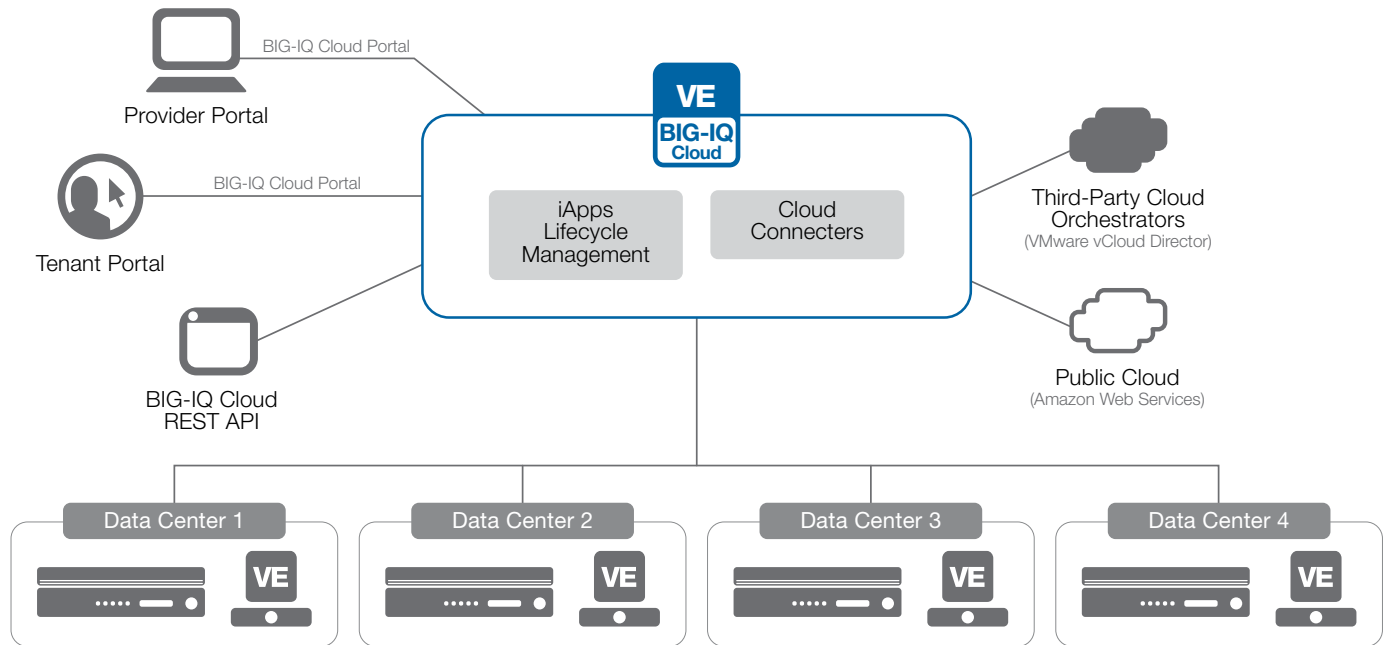 BIG-IQ Cloud Portal
Provider Portal
BIG-IQ Cloud Portal
Tenant Portal
BIG-IQ Cloud
REST API
VE
BIG-IQ
Cloud
iApps
Lifecycle
Management
Cloud
Connecters
Third-Party Cloud
Orchestrators
(VMware vCloud Director)
Public Cloud
(Amazon Web Services)
Data Center 1
VE
Data Center 2
VE
Data Center 3
VE
Data Center 4
VE